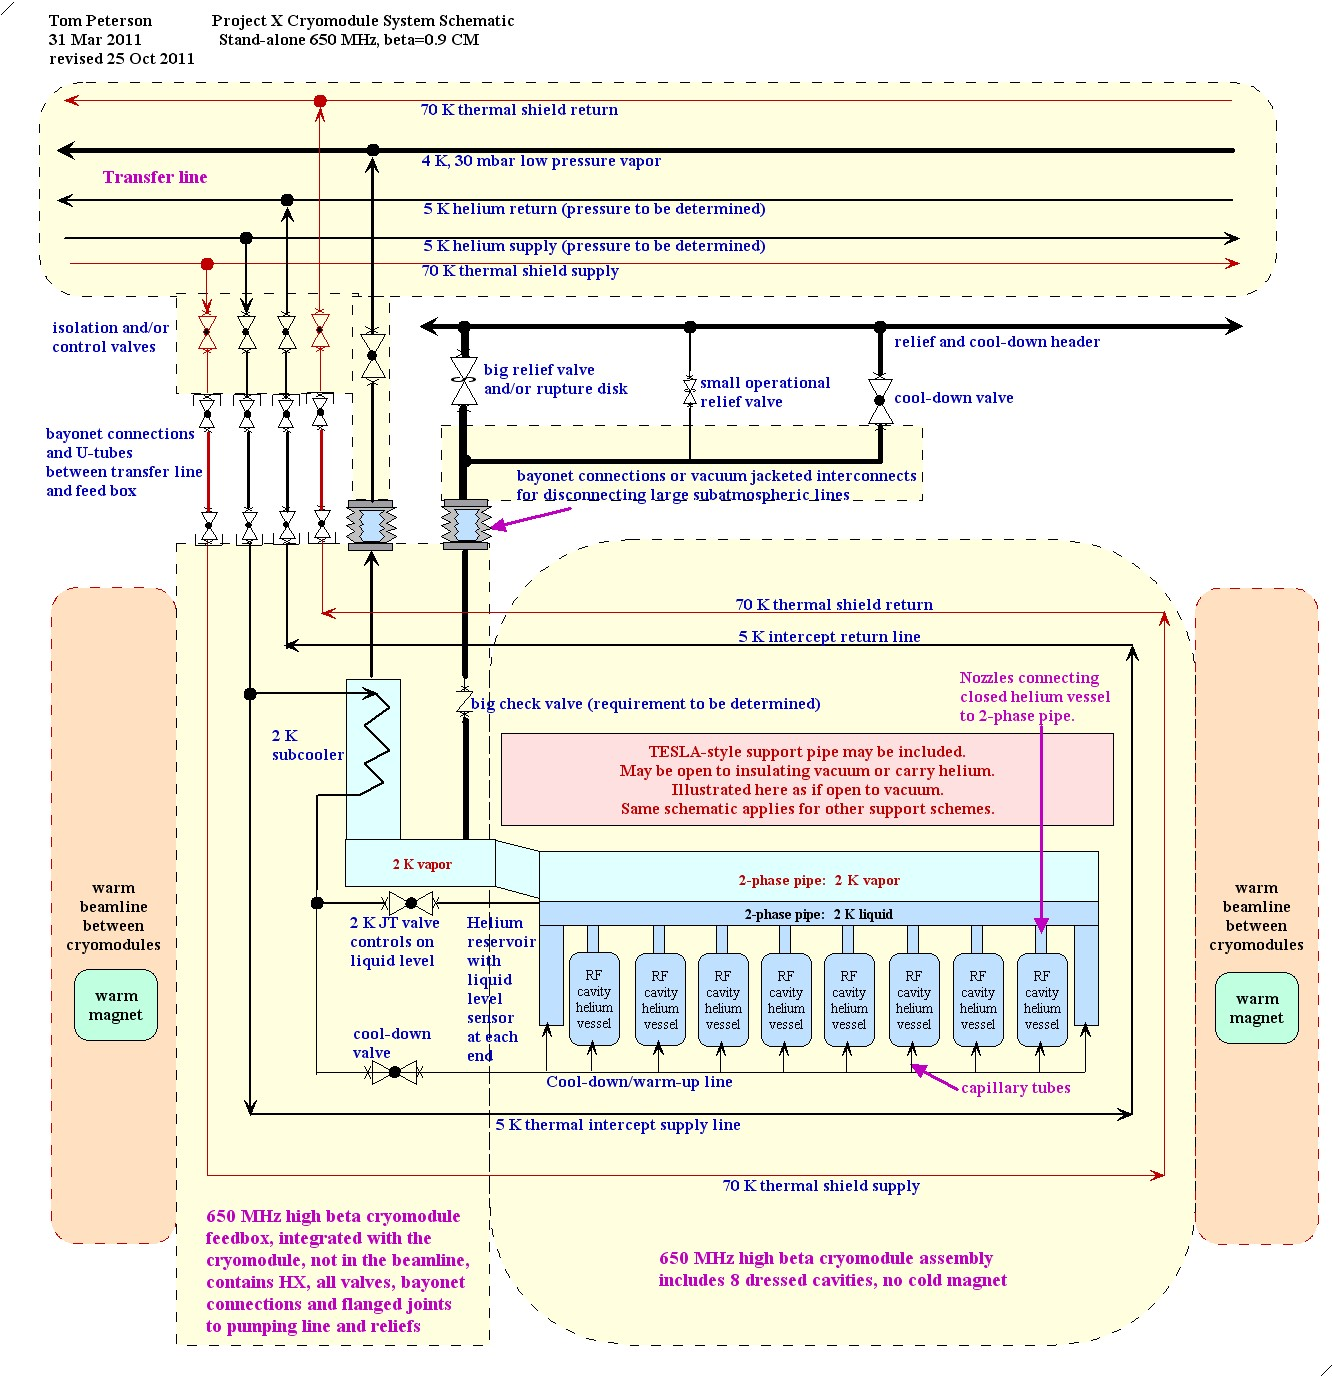 Tom Peterson
Project X Cryomodule System Schematic
31 Mar 2011
Stand-alone 650 MHz, beta=0.9 CM
revised 25 Oct 2011
70 K thermal shield return
4 K, 30 mbar low pressure vapor
Transfer line
5 K helium return (pressure to be determined)
5 K helium supply (pressure to be determined)
70 K thermal shield supply
isolation and/or
control valves
relief and cool-down header
big relief valve
and/or rupture disk
small operational
relief valve
cool-down valve
bayonet connections
and U-tubes
between transfer line
and feed box
bayonet connections or vacuum jacketed interconnects
for disconnecting large subatmospheric lines
70 K thermal shield return
5 K intercept return line
Nozzles connecting
closed helium vessel
to 2-phase pipe.
big check valve (requirement to be determined)
2 K
subcooler
TESLA-style support pipe may be included.
May be open to insulating vacuum or carry helium.
Illustrated here as if open to vacuum.
Same schematic applies for other support schemes.
2 K vapor
2-phase pipe:  2 K vapor
2-phase pipe:  2 K liquid
warm
beamline
between
cryomodules
warm
magnet
2 K JT valve
controls on
liquid level
Helium
reservoir
with
liquid
level
sensor
at each
end
RF
cavity
helium
vessel
RF
cavity
helium
vessel
RF
cavity
helium
vessel
RF
cavity
helium
vessel
RF
cavity
helium
vessel
RF
cavity
helium
vessel
RF
cavity
helium
vessel
RF
cavity
helium
vessel
warm
beamline
between
cryomodules
warm
magnet
cool-down
valve
Cool-down/warm-up line
capillary tubes
5 K thermal intercept supply line
70 K thermal shield supply
650 MHz high beta cryomodule
feedbox, integrated with the
cryomodule, not in the beamline,
contains HX, all valves, bayonet
connections and flanged joints
to pumping line and reliefs
650 MHz high beta cryomodule assembly
includes 8 dressed cavities, no cold magnet